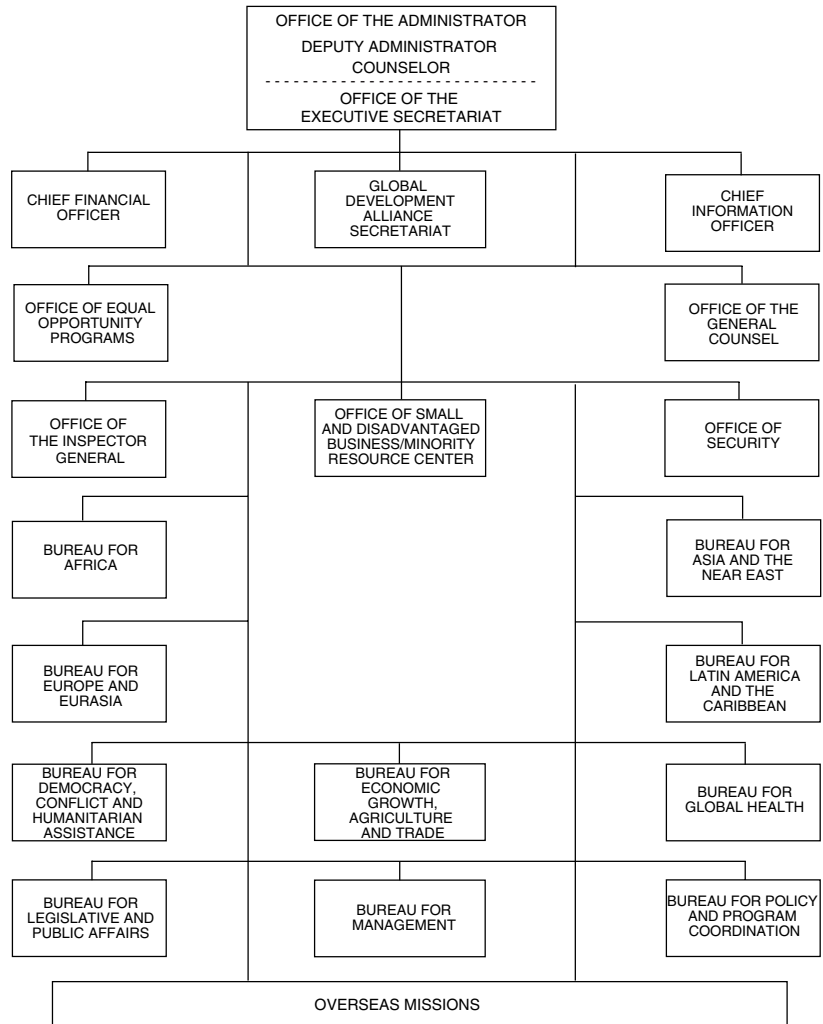 OFFICE OF THE ADMINISTRATOR
DEPUTY ADMINISTRATOR
COUNSELOR
OFFICE OF THE
EXECUTIVE SECRETARIAT
CHIEF FINANCIAL
OFFICER
GLOBAL
DEVELOPMENT
ALLIANCE
SECRETARIAT
CHIEF
INFORMATION
OFFICER
OFFICE OF EQUAL
OPPORTUNITY
PROGRAMS
OFFICE OF THE
GENERAL
COUNSEL
OFFICE OF
THE INSPECTOR
GENERAL
OFFICE OF SMALL
AND DISADVANTAGED
BUSINESS/MINORITY
RESOURCE CENTER
OFFICE OF
SECURITY
BUREAU FOR
AFRICA
BUREAU FOR
ASIA AND THE
NEAR EAST
BUREAU FOR
EUROPE AND
EURASIA
BUREAU FOR
LATIN AMERICA
AND THE
CARIBBEAN
BUREAU FOR
DEMOCRACY,
CONFLICT AND
HUMANITARIAN
ASSISTANCE
BUREAU FOR
ECONOMIC
GROWTH,
AGRICULTURE
AND TRADE
BUREAU FOR
GLOBAL HEALTH
BUREAU FOR
LEGISLATIVE AND
PUBLIC AFFAIRS
BUREAU FOR
MANAGEMENT
BUREAU FOR POLICY
AND PROGRAM
COORDINATION
OVERSEAS MISSIONS